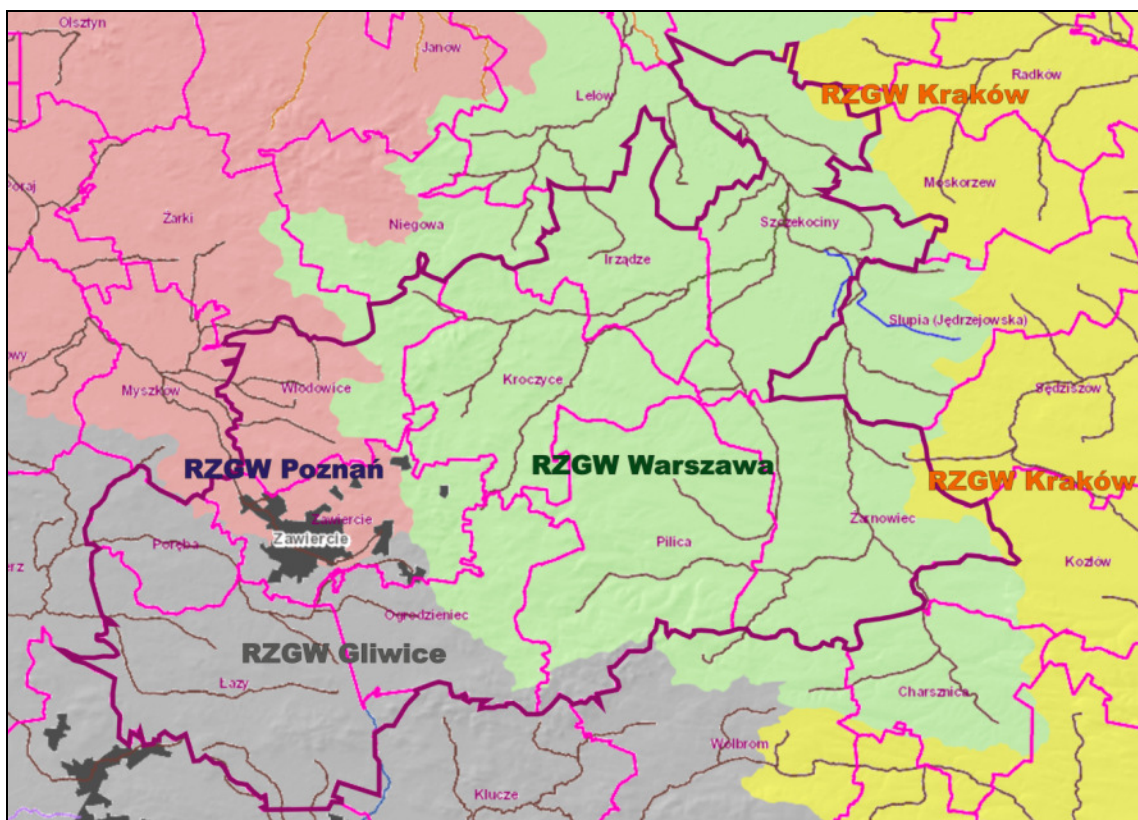 Olsztyn
Janow
Radków
RZGW Kraków
Lelów
Moskorzew
Poraj
Żarki
Niegowa
Szczekociny
Irządze
Słupia (Jędrzejowska)
Kroczyce
Włodowice
Myszków
Sędziszów
RZGW Poznań
RZGW Warszawa
RZGW Kraków
Zawiercie
Zawiercie
Żarnowiec
Poręba
Pilica
Kozłów
Ogrodzieniec
RZGW Gliwice
Łazy
Charsznica
Wolbrom
Klucze